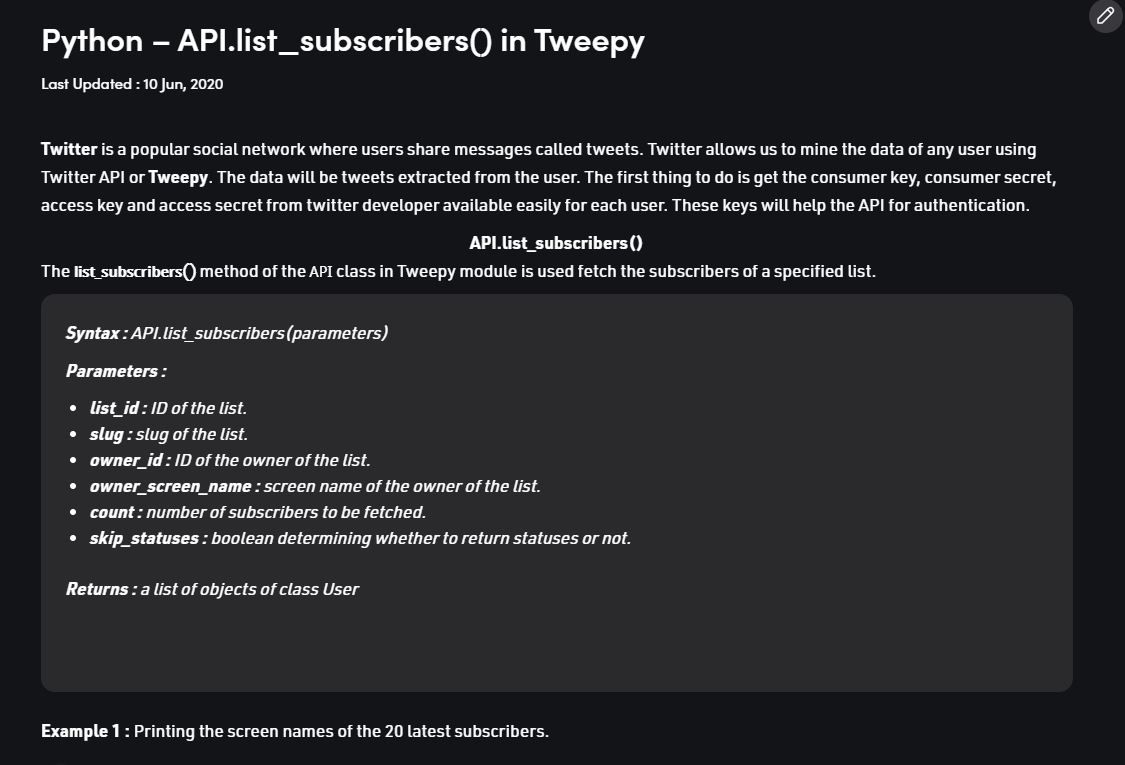 Python – API.list_subscribers() in Tweepy
Last Updated : 10 Jun, 2020
Twitter is a popular social network where users share messages called tweets. Twitter allows us to mine the data of any user using
Twitter API or Tweepy. The data will be tweets extracted from the user. The first thing to do is get the consumer key, consumer secret,
access key and access secret from twitter developer available easily for each user. These keys will help the API for authentication.
API.list_subscribers()
The list_subscribers() method of the API class in Tweepy module is used fetch the subscribers of a specified list.
Syntax : API.list_subscribers(parameters)
Parameters :
• list_id : ID of the list.
• slug : slug of the list.
• owner_id : ID of the owner of the list.
• owner_screen_name : screen name of the owner of the list.
• count : number of subscribers to be fetched.
• skip_statuses : boolean determining whether to return statuses or not.
Returns : a list of objects of class User
Example 1 : Printing the screen names of the 20 latest subscribers.